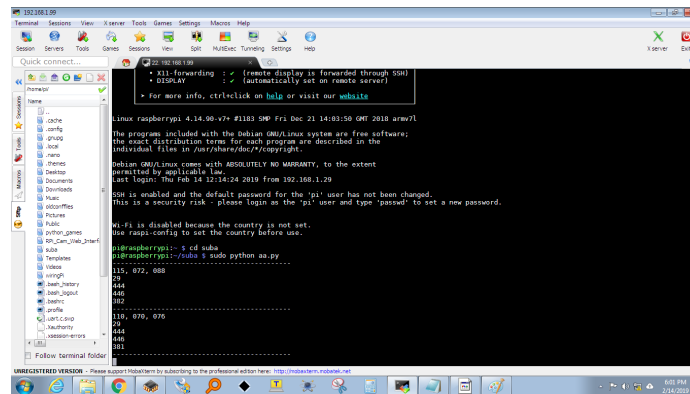 192.168.1.99
Terminal Sessions View X server Tools Games Settings Macros Help
Session Servers Tools Games Sessions View Split MultiExec Tunneling Settings Help
X server Exit
Quick connect...
22. 192.168.1.99
/home/pi/
Name
..
.cache
.config
.gnupg
.local
.nano
.themes
Desktop
Documents
Downloads
Music
oldconffiles
Pictures
Public
python_games
RPi_Cam_Web_Interf
suba
Templates
Videos
wiringPi
.bash_history
.bash_logout
.bashrc
.profile
.uart.c.swp
.Xauthority
.xsession-errors
Follow terminal folder
Sessions
Tools
Macros
Sftp
• X11-forwarding : ✔ (remote display is forwarded through SSH)
• DISPLAY : ✔ (automatically set on remote server)
➤ For more info, ctrl+click on help or visit our website
Linux raspberrypi 4.14.90-v7+ #1183 SMP Fri Dec 21 14:03:50 GMT 2018 armv7l
The programs included with the Debian GNU/Linux system are free software;
the exact distribution terms for each program are described in the
individual files in /usr/share/doc/*/copyright.
Debian GNU/Linux comes with ABSOLUTELY NO WARRANTY, to the extent
permitted by applicable law.
Last login: Thu Feb 14 12:14:24 2019 from 192.168.1.29
SSH is enabled and the default password for the 'pi' user has not been changed.
This is a security risk - please login as the 'pi' user and type 'passwd' to set a new password.
Wi-Fi is disabled because the country is not set.
Use raspi-config to set the country before use.
pi@raspberrypi:~ $ cd suba
pi@raspberrypi:~/suba $ sudo python aa.py
----------------------------------------
115, 072, 088
29
444
446
382
----------------------------------------
110, 070, 076
29
444
446
381
----------------------------------------
UNREGISTERED VERSION - Please support MobaXterm by subscribing to the professional edition here: http://mobaxterm.mobatek.net
6:01 PM
2/14/2019